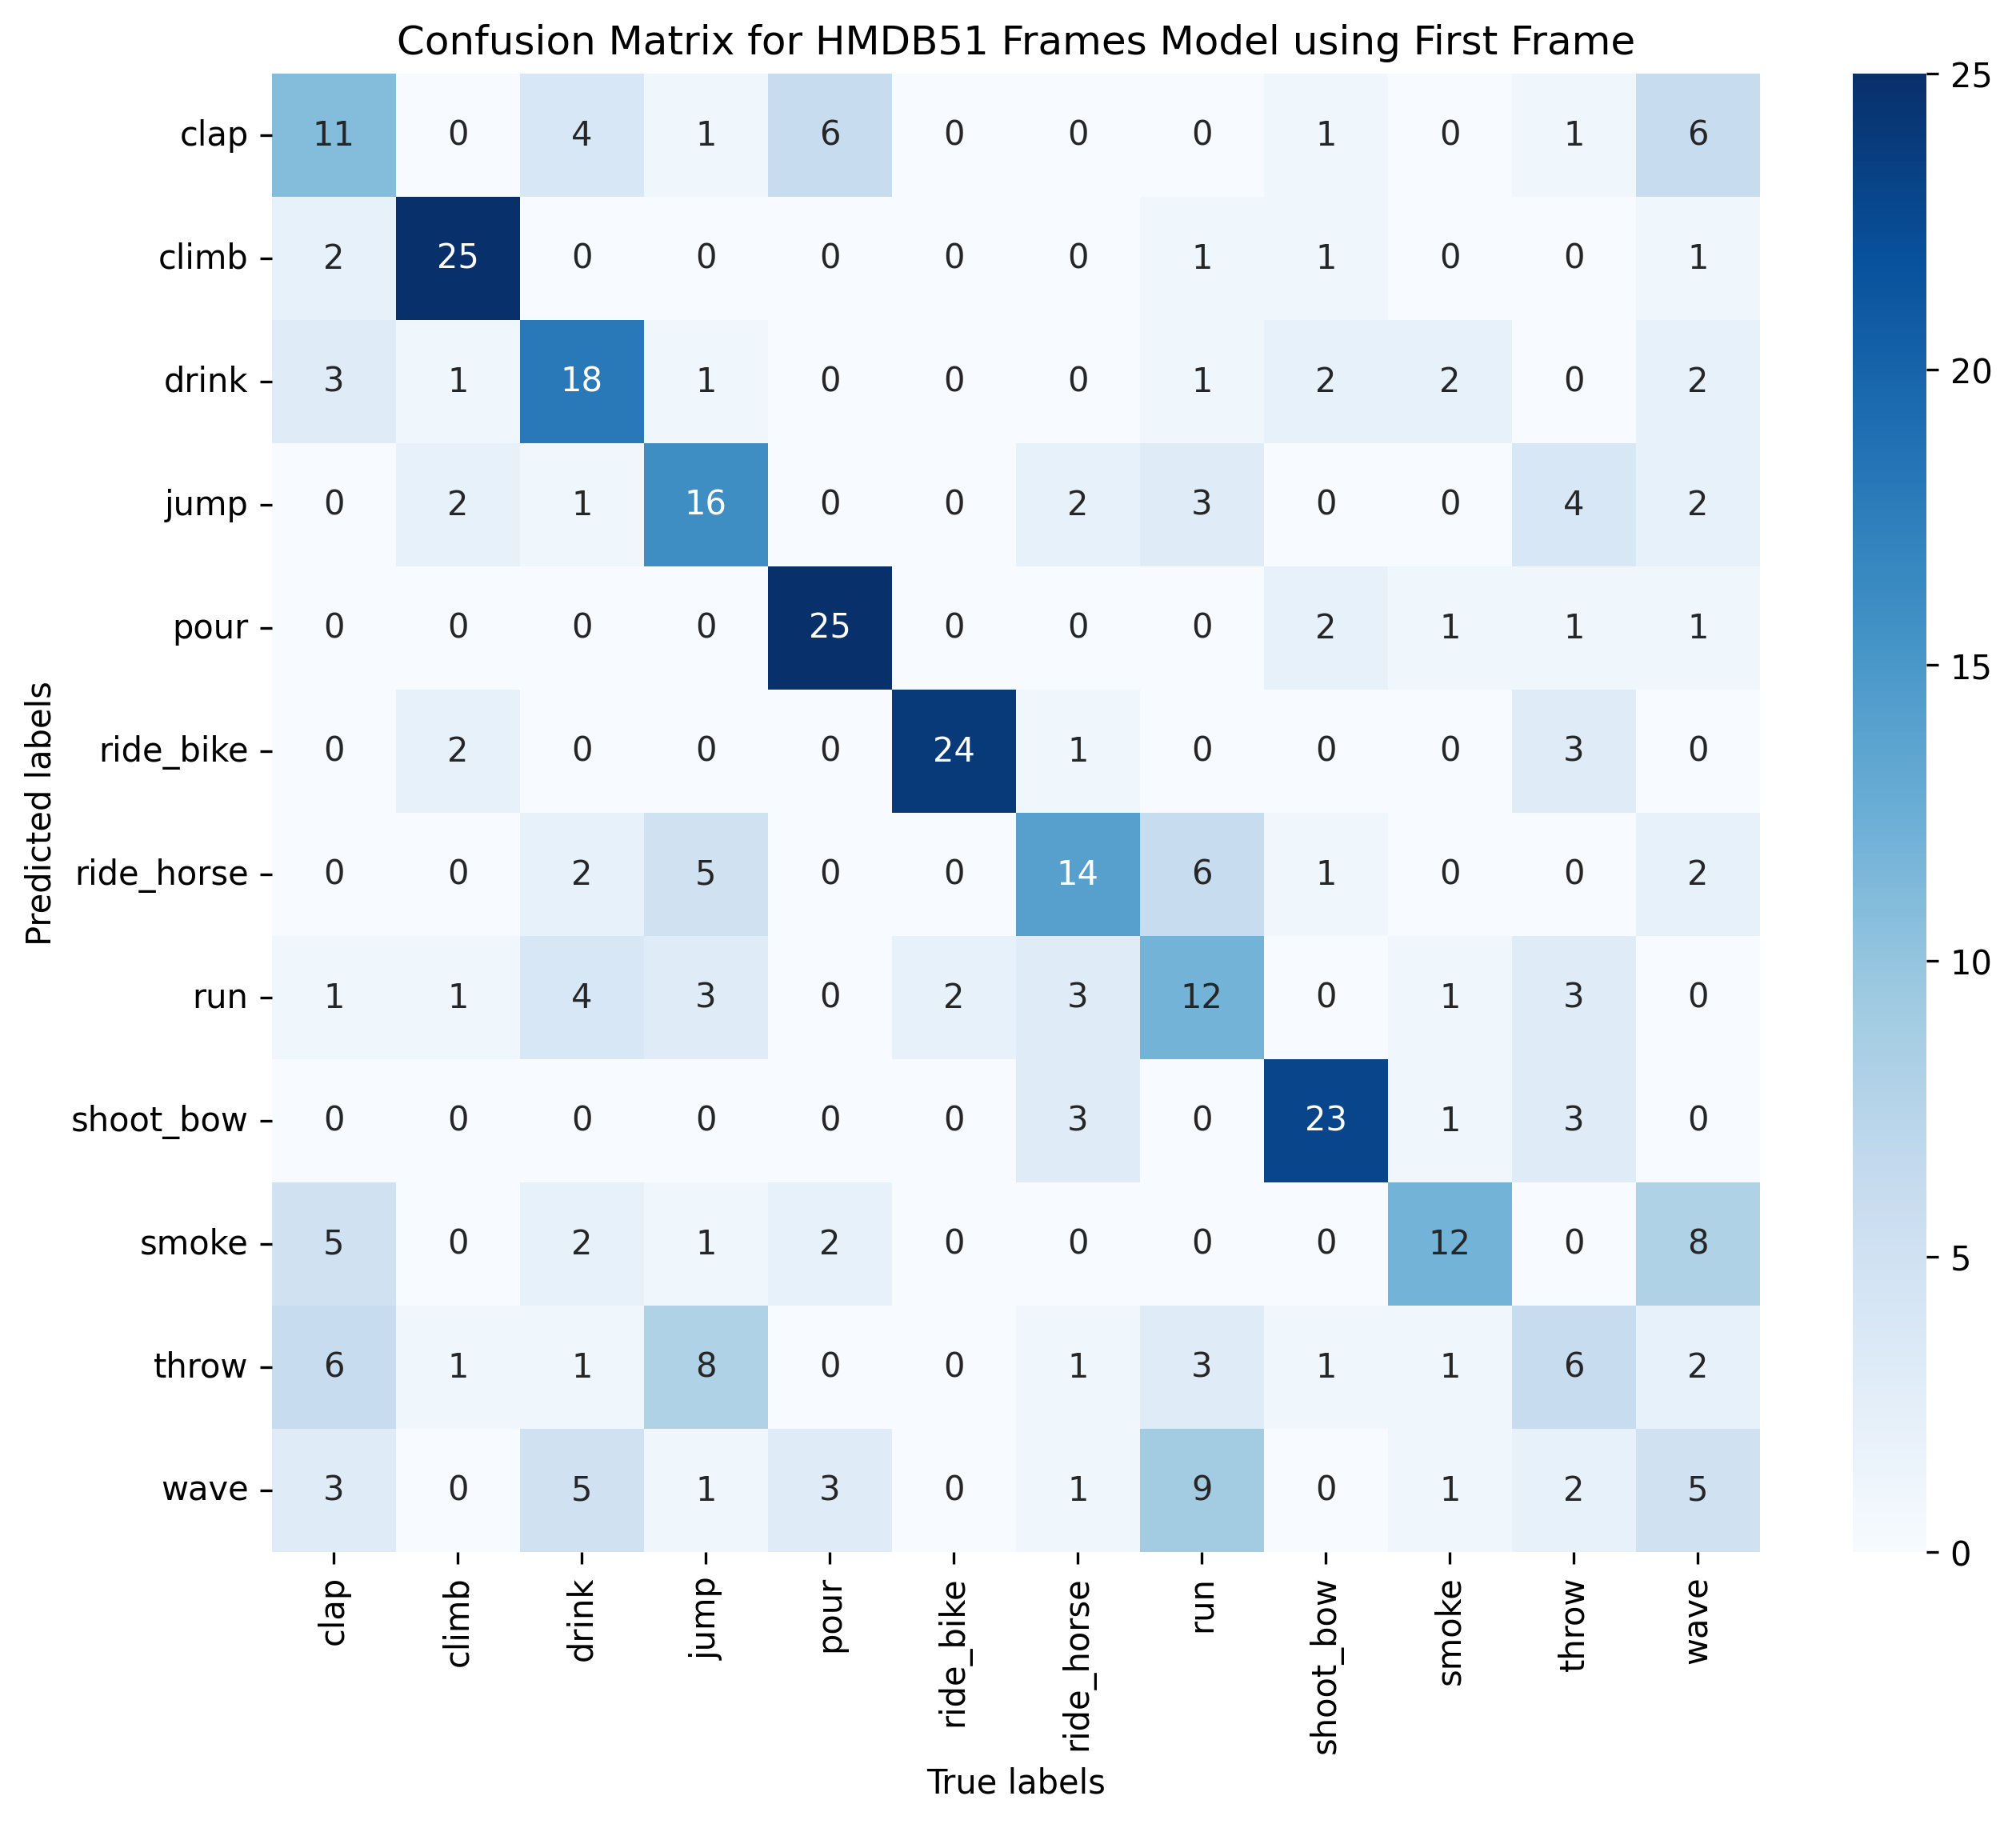 Confusion Matrix for HMDB51 Frames Model using First Frame
clap 11 0 4 1 6 0 0 0 1 0 1 6
climb 2 25 0 0 0 0 0 1 1 0 0 1
drink 3 1 18 1 0 0 0 1 2 2 0 2
jump 0 2 1 16 0 0 2 3 0 0 4 2
pour 0 0 0 0 25 0 0 0 2 1 1 1
ride_bike 0 2 0 0 0 24 1 0 0 0 3 0
ride_horse 0 0 2 5 0 0 14 6 1 0 0 2
run 1 1 4 3 0 2 3 12 0 1 3 0
shoot_bow 0 0 0 0 0 0 3 0 23 1 3 0
smoke 5 0 2 1 2 0 0 0 0 12 0 8
throw 6 1 1 8 0 0 1 3 1 1 6 2
wave 3 0 5 1 3 0 1 9 0 1 2 5
clap climb drink jump pour ride_bike ride_horse run shoot_bow smoke throw wave
True labels
Predicted labels
25
20
15
10
5
0